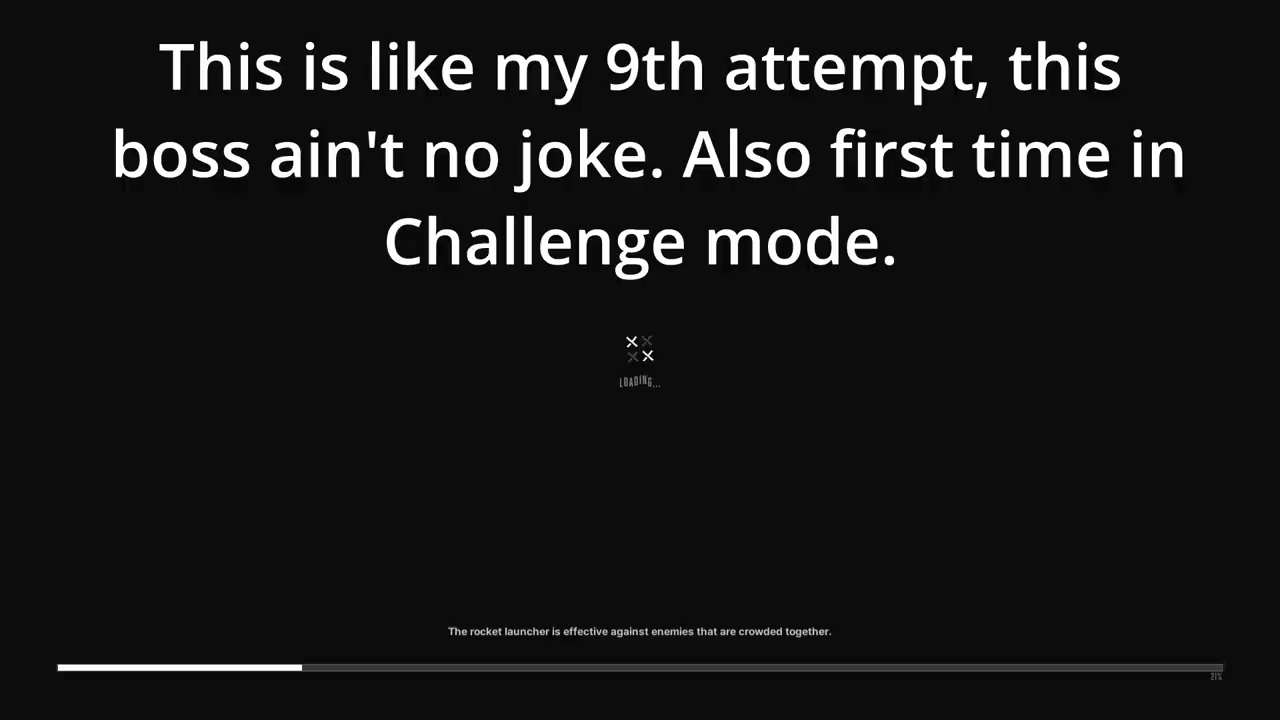 This is like my 9th attempt, this
boss ain't no joke. Also first time in
Challenge mode.
LOADING...
The rocket launcher is effective against enemies that are crowded together.
21%